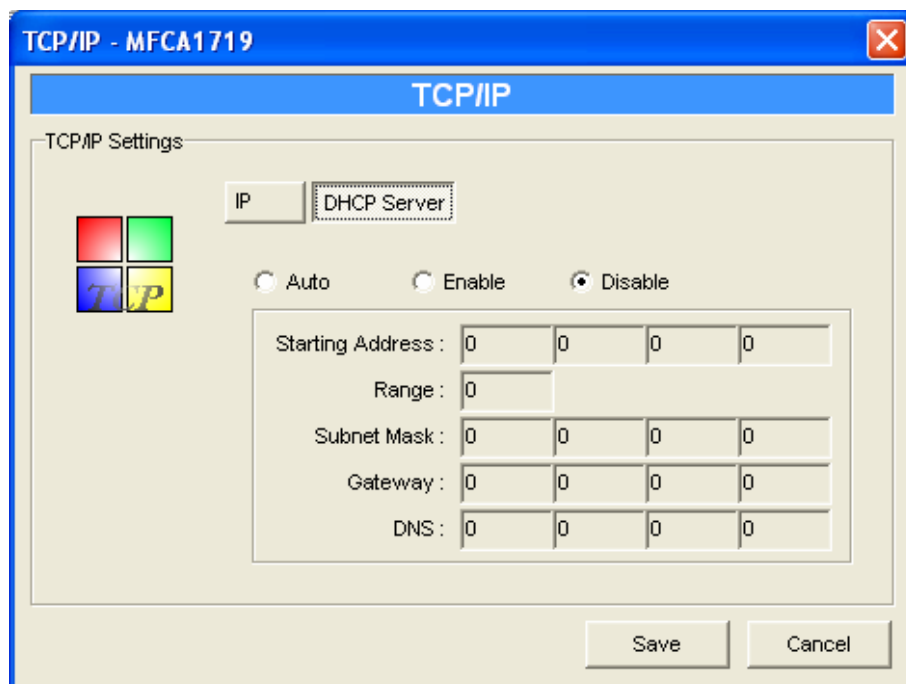 TCP/IP - MFCA1719
TCP/IP
TCP/IP Settings
IP DHCP Server
TCP
Auto Enable Disable
Starting Address : 0 0 0 0
Range : 0
Subnet Mask : 0 0 0 0
Gateway : 0 0 0 0
DNS : 0 0 0 0
Save Cancel